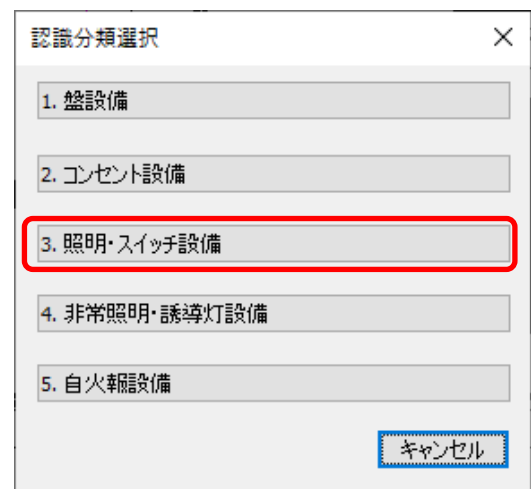 認識分類選択
1. 盤設備
2. コンセント設備
3. 照明・スイッチ設備
4. 非常照明・誘導灯設備
5. 自火報設備
キャンセル